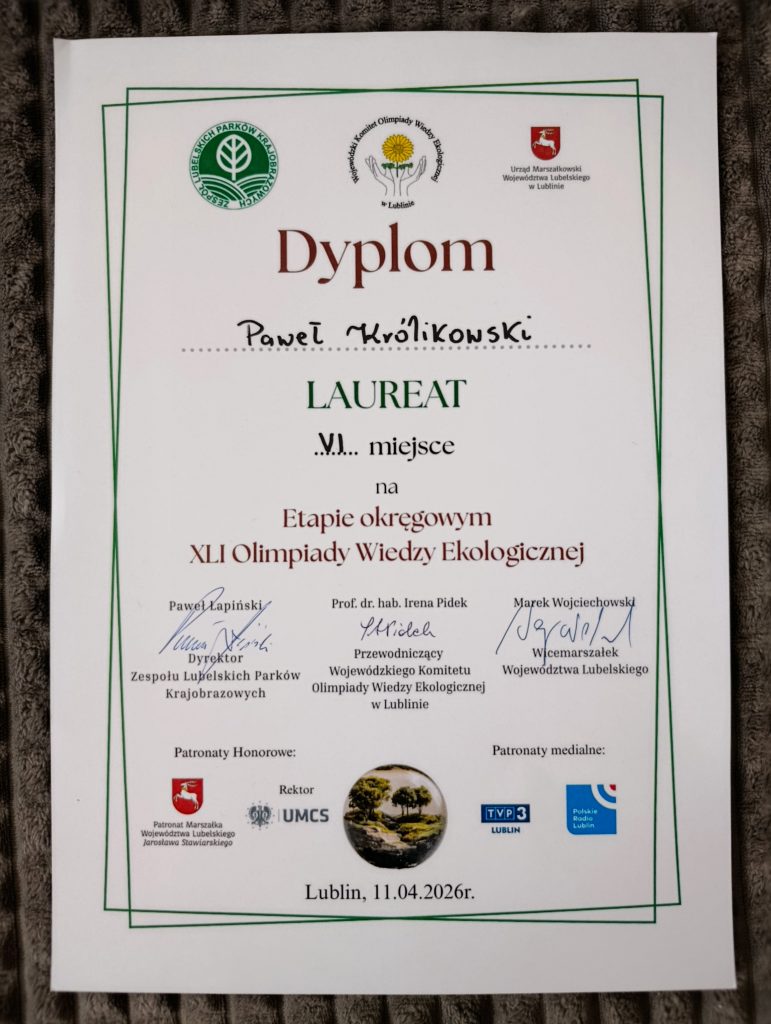 ZESPÓŁ LUBELSKICH PARKÓW KRAJOBRAZOWYCH
Wojewódzki Komitet Olimpiady Wiedzy Ekologicznej
w Lublinie
Urząd Marszałkowski
Województwa Lubelskiego
w Lublinie
Dyplom
Paweł Królikowski
LAUREAT
..VI... miejsce
na
Etapie okręgowym
XLI Olimpiady Wiedzy Ekologicznej
Paweł Łapiński
Dyrektor
Zespołu Lubelskich Parków
Krajobrazowych
Prof. dr. hab. Irena Pidek
IPidek
Przewodniczący
Wojewódzkiego Komitetu
Olimpiady Wiedzy Ekologicznej
w Lublinie
Marek Wojciechowski
Wicemarszałek
Województwa Lubelskiego
Patronaty Honorowe:
Patronat Marszałka
Województwa Lubelskiego
Jarosława Stawiarskiego
Rektor
UMCS
Patronaty medialne:
TVP3
LUBLIN
Polskie
Radio
Lublin
Lublin, 11.04.2026r.